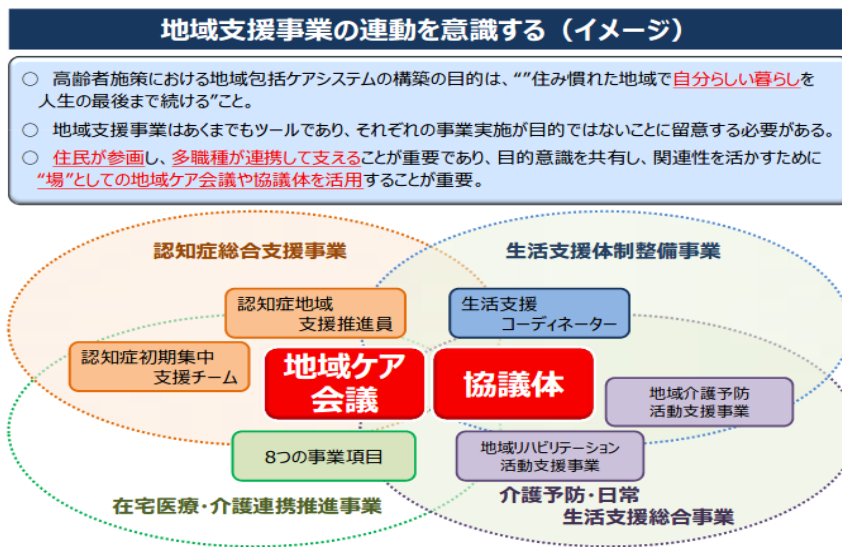 地域支援事業の連動を意識する（イメージ）
○ 高齢者施策における地域包括ケアシステムの構築の目的は、“”住み慣れた地域で自分らしい暮らしを
人生の最後まで続ける”こと。
○ 地域支援事業はあくまでもツールであり、それぞれの事業実施が目的ではないことに留意する必要がある。
○ 住民が参画し、多職種が連携して支えることが重要であり、目的意識を共有し、関連性を活かすために
“場”としての地域ケア会議や協議体を活用することが重要。
認知症総合支援事業
生活支援体制整備事業
認知症地域
支援推進員
生活支援
コーディネーター
認知症初期集中
支援チーム
地域ケア
会議
協議体
地域介護予防
活動支援事業
8つの事業項目
地域リハビリテーション
活動支援事業
在宅医療・介護連携推進事業
介護予防・日常
生活支援総合事業